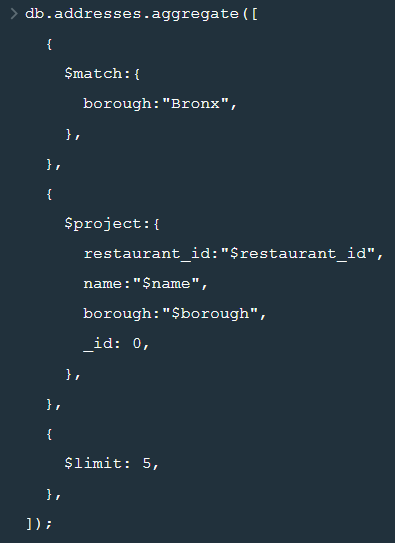 > db.addresses.aggregate([
{
$match:{
borough:"Bronx",
},
},
{
$project:{
restaurant_id:"$restaurant_id",
name:"$name",
borough:"$borough",
_id: 0,
},
},
{
$limit: 5,
},
]);